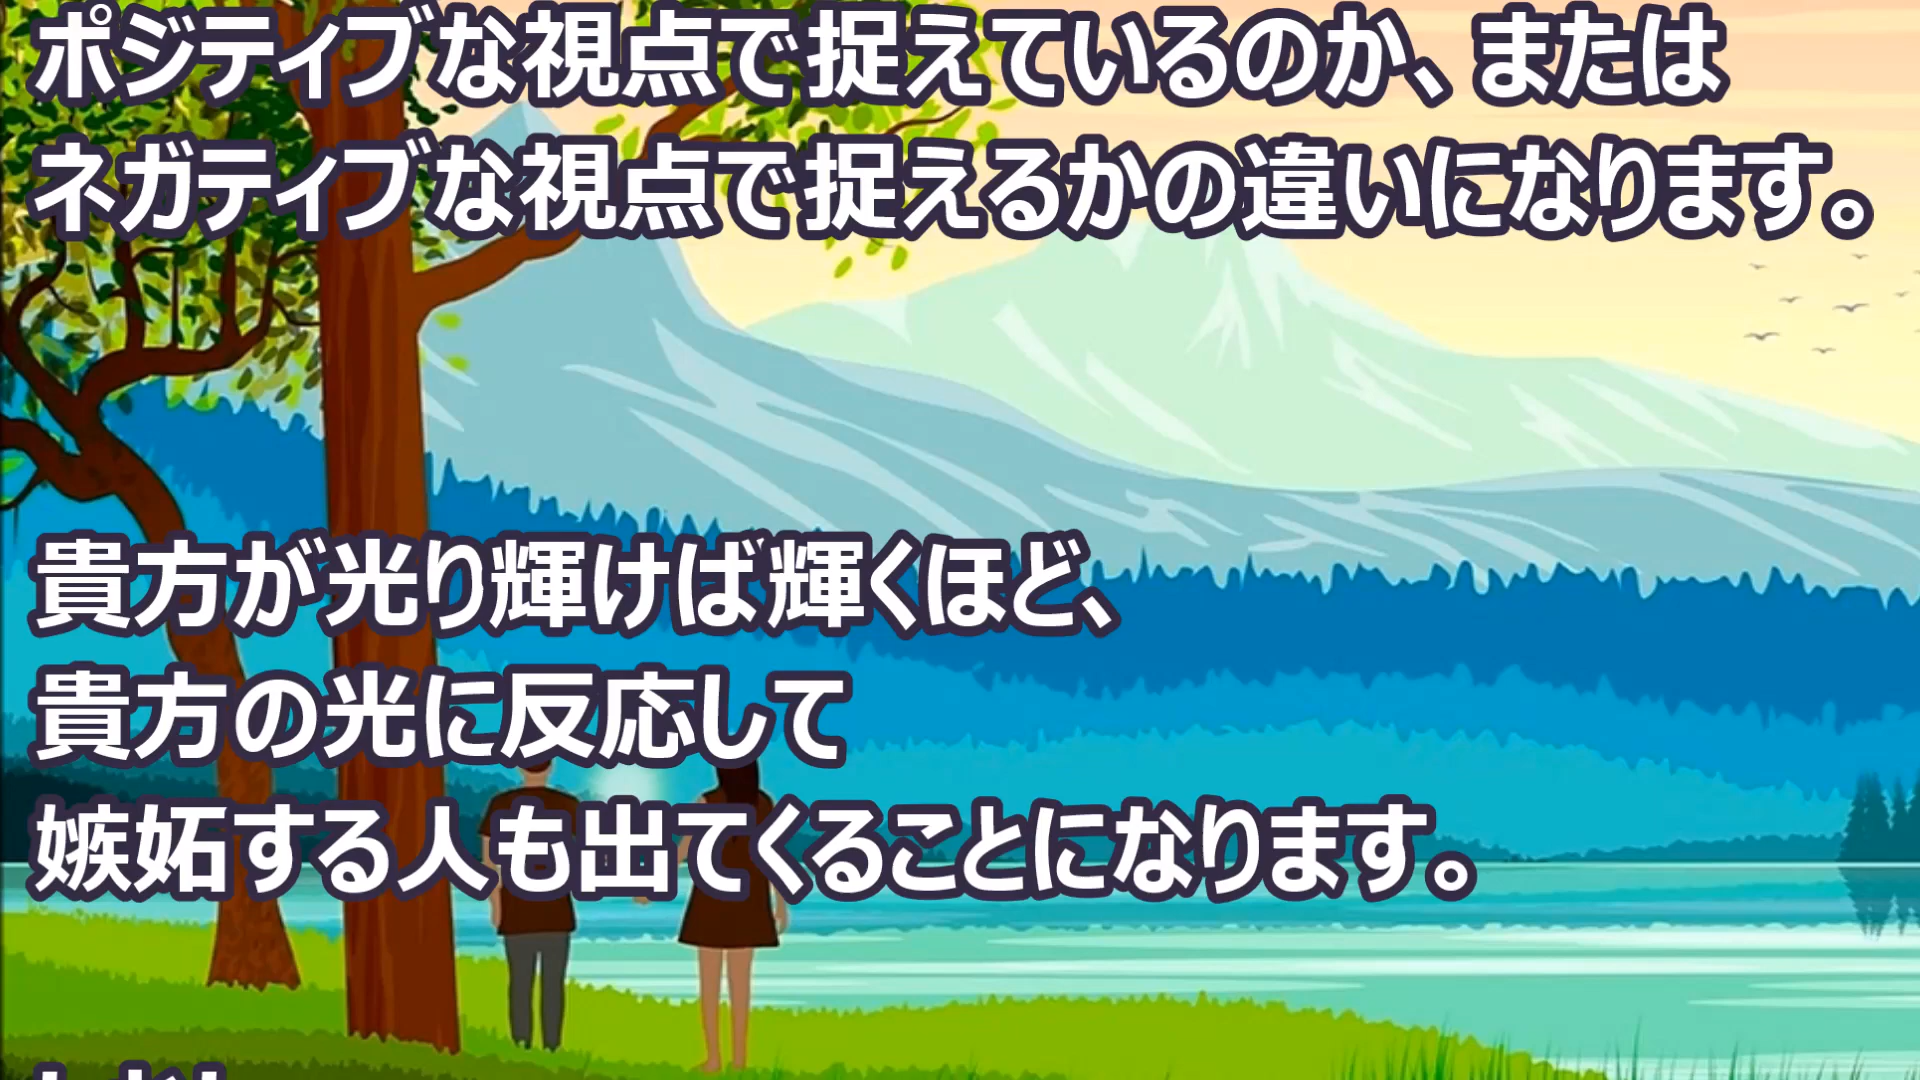 ポジティブな視点で捉えているのか、または
ネガティブな視点で捉えるかの違いになります。
貴方が光り輝けば輝くほど、
貴方の光に反応して
嫉妬する人も出てくることになります。